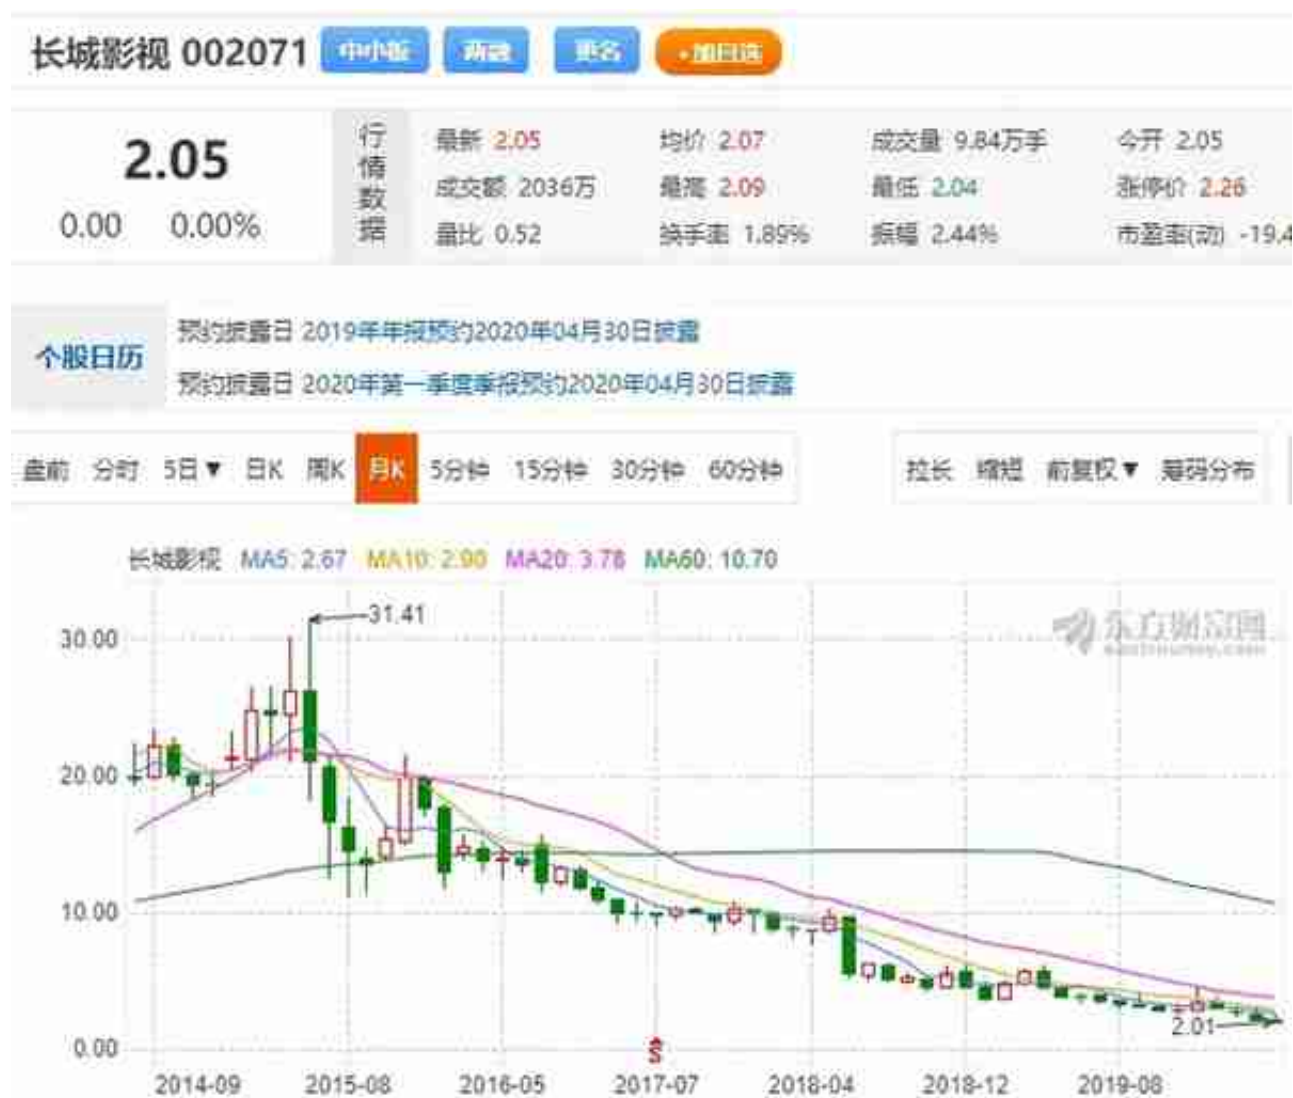 长城影视 002071 中小板 两融 更名 +加自选
2.05
0.00 0.00%
行情数据
最新 2.05 均价 2.07 成交量 9.84万手 今开 2.05
成交额 2036万 最高 2.09 最低 2.04 涨停价 2.26
量比 0.52 换手率 1.89% 振幅 2.44% 市盈率(动) -19.4
个股日历
预约披露日 2019年年报预约2020年04月30日披露
预约披露日 2020年第一季度季报预约2020年04月30日披露
盘前 分时 5日▼ 日K 周K 月K 5分钟 15分钟 30分钟 60分钟 拉长 缩短 前复权▼ 筹码分布
长城影视 MA5: 2.67 MA10: 2.90 MA20: 3.78 MA60: 10.70
31.41
东方财富网
eastmoney.com
30.00
20.00
10.00
2.01
0.00
S
2014-09 2015-08 2016-05 2017-07 2018-04 2018-12 2019-08